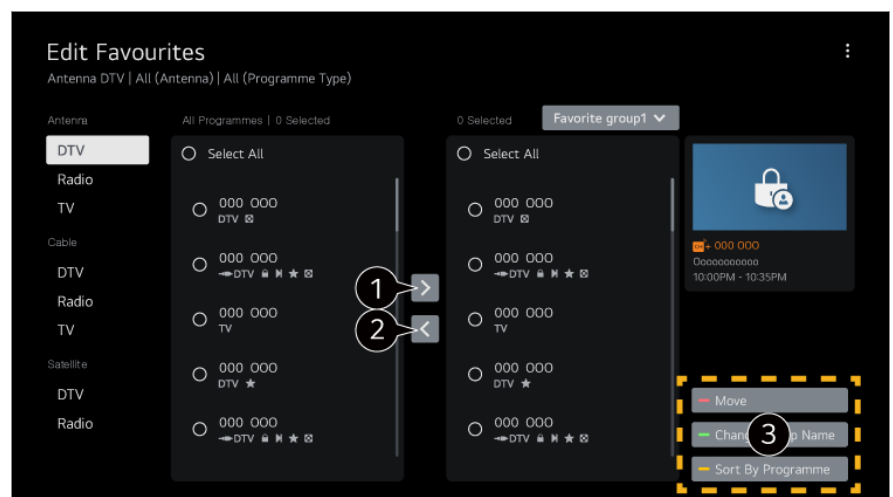 Edit Favourites
Antenna DTV | All (Antenna) | All (Programme Type)
Antenna
DTV
Radio
TV
Cable
DTV
Radio
TV
Satellite
DTV
Radio
All Programmes | 0 Selected
Select All
000 000
DTV
000 000
DTV
000 000
TV
000 000
DTV ★
000 000
DTV ★
1 >
2 <
0 Selected
Favorite group1
Select All
000 000
DTV
000 000
DTV ★
000 000
TV
000 000
DTV ★
000 000
DTV ★
+ 000 000
Ooooooooooo
10:00PM - 10:35PM
Move
3
Name
Sort By Programme